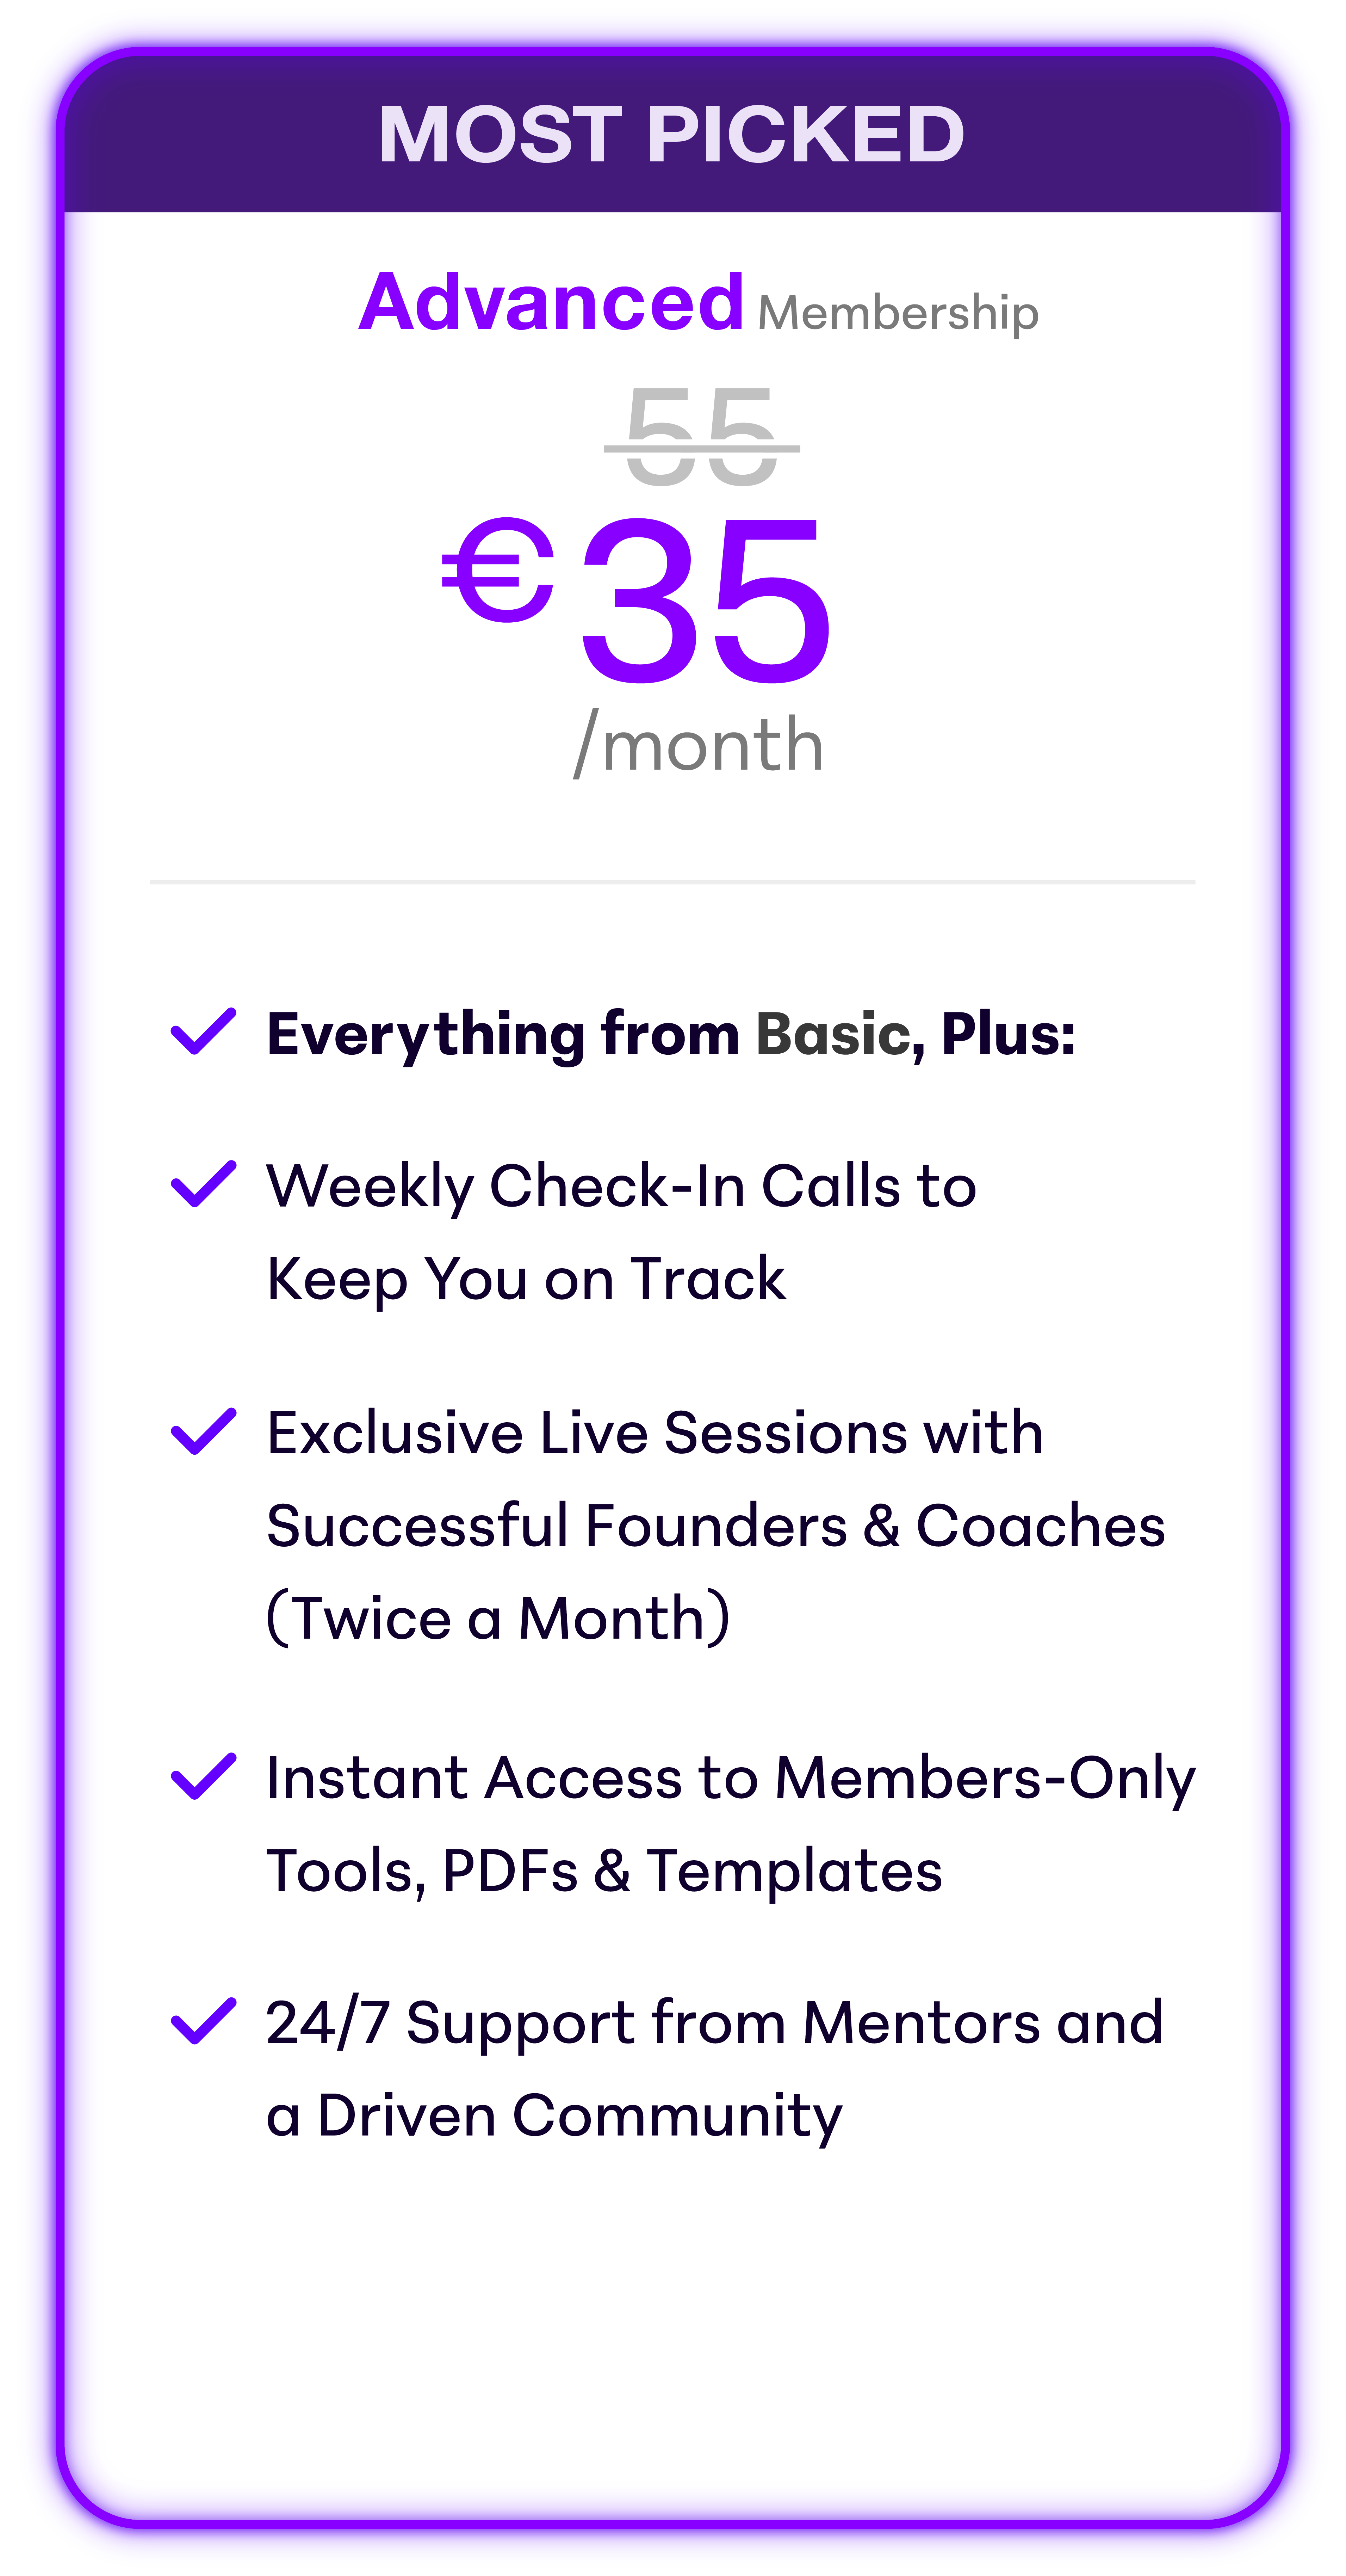 MOST PICKED
Advanced Membership
55
€35
/month
Everything from Basic, Plus:
Weekly Check-In Calls to
Keep You on Track
Exclusive Live Sessions with
Successful Founders & Coaches
(Twice a Month)
Instant Access to Members-Only
Tools, PDFs & Templates
24/7 Support from Mentors and
a Driven Community